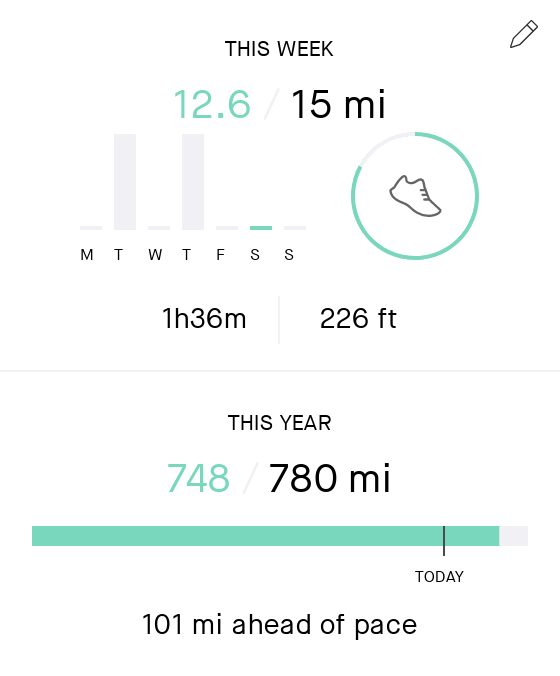 THIS WEEK
12.6 / 15 mi
M T W T F S S
1h36m 226 ft
THIS YEAR
748 / 780 mi
TODAY
101 mi ahead of pace